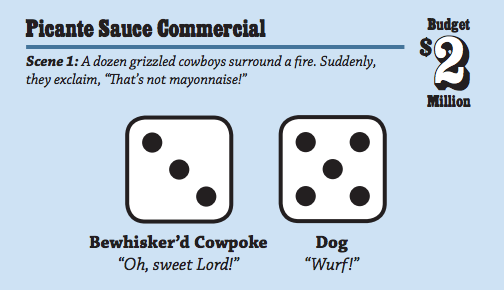 Picante Sauce Commercial
Budget
$2
Million
Scene 1: A dozen grizzled cowboys surround a fire. Suddenly,
they exclaim, “That’s not mayonnaise!”
Bewhisker’d Cowpoke
“Oh, sweet Lord!”
Dog
“Wurf!”